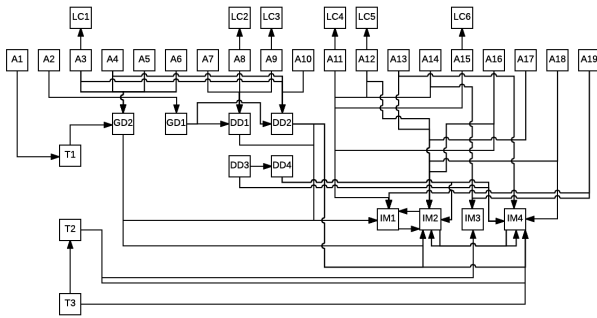 LC1 LC2 LC3 LC4 LC5 LC6
A1 A2 A3 A4 A5 A6 A7 A8 A9 A10 A11 A12 A13 A14 A15 A16 A17 A18 A19
GD2 GD1 DD1 DD2
T1
DD3 DD4
IM1 IM2 IM3 IM4
T2
T3